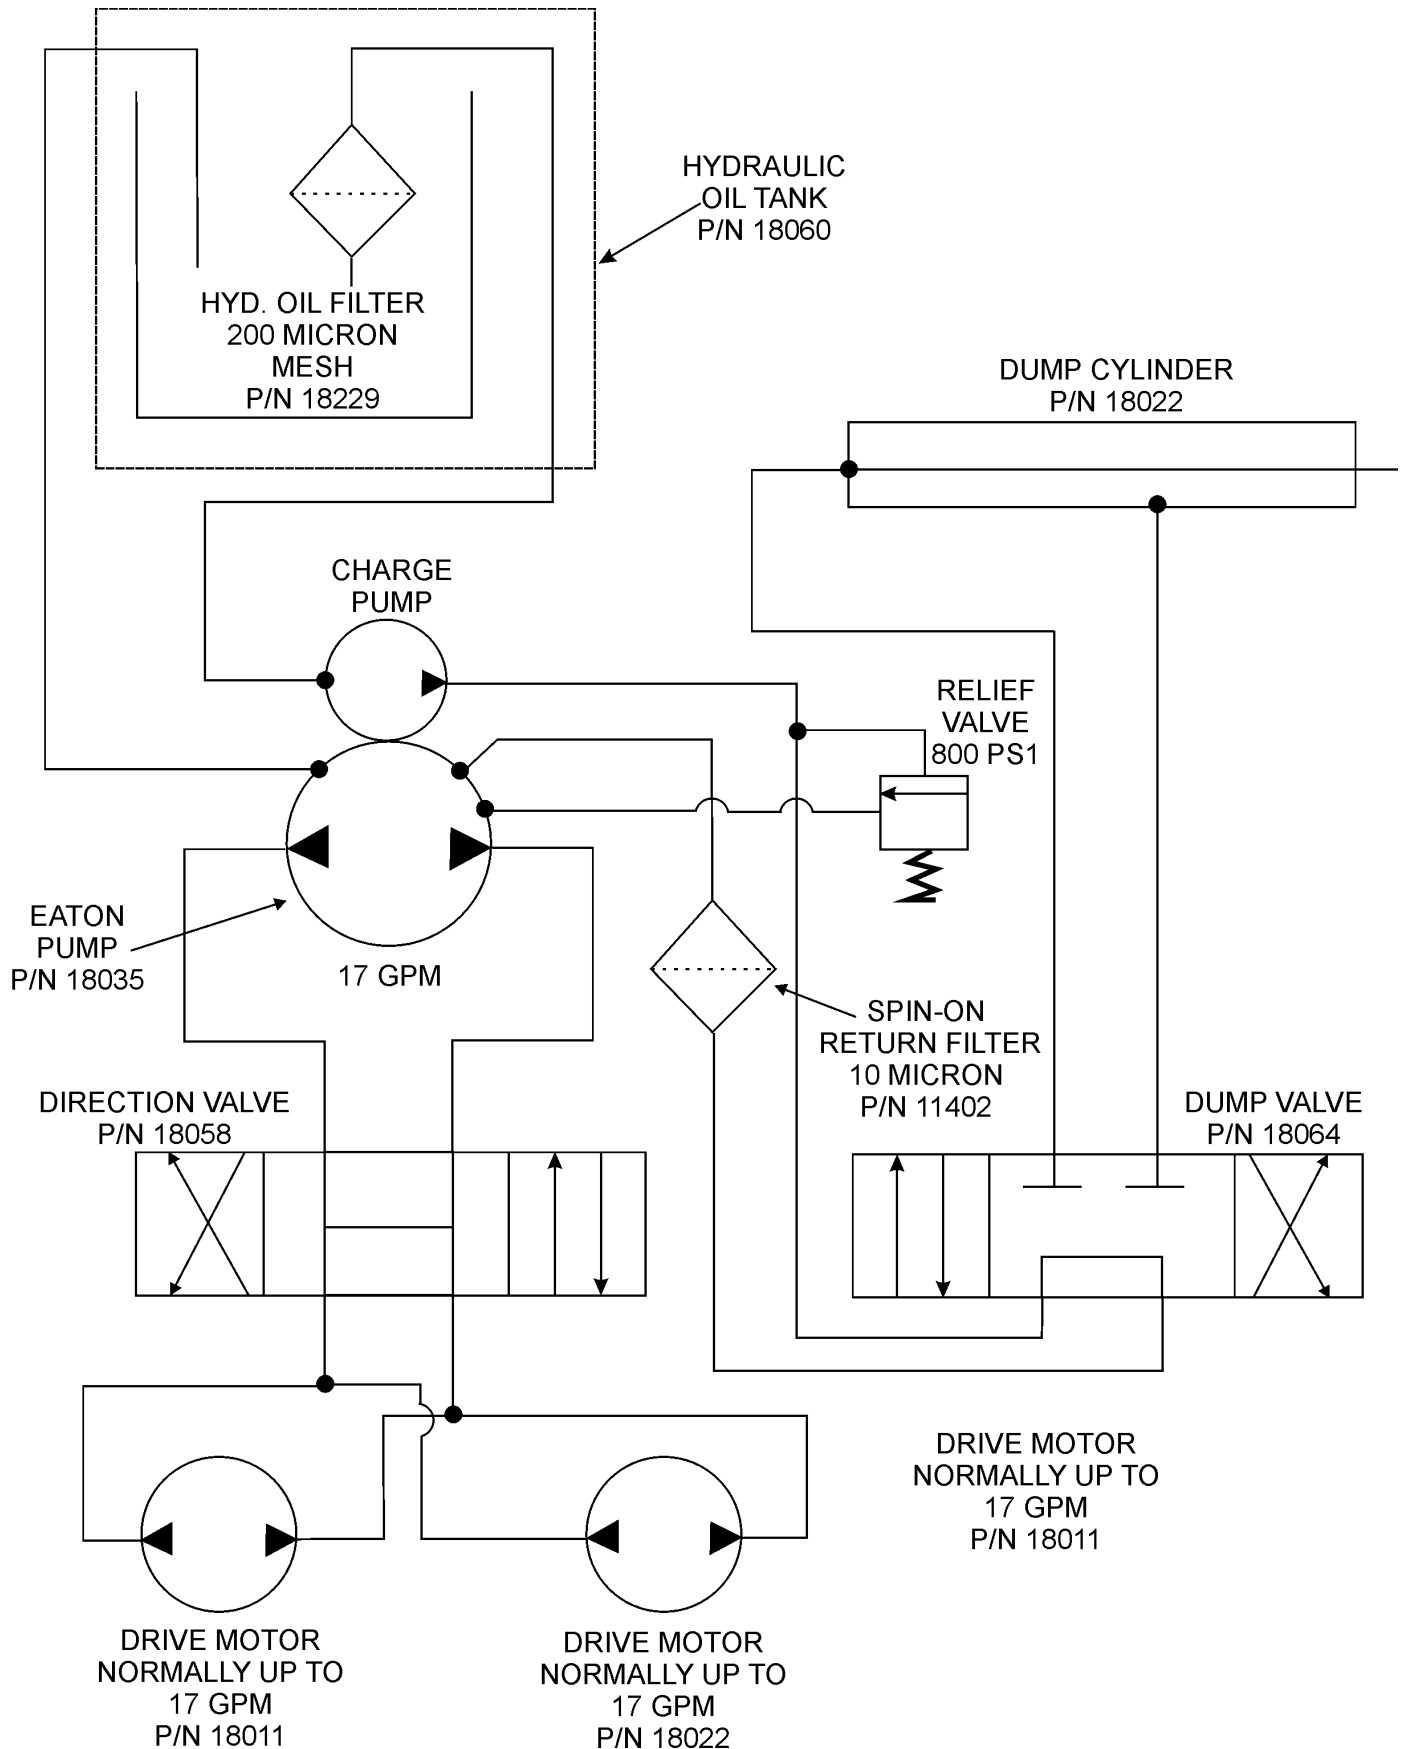 HYDRAULIC
OIL TANK
P/N 18060
HYD. OIL FILTER
200 MICRON
MESH
P/N 18229
DUMP CYLINDER
P/N 18022
CHARGE
PUMP
RELIEF
VALVE
800 PS1
EATON
PUMP
P/N 18035
17 GPM
SPIN-ON
RETURN FILTER
10 MICRON
P/N 11402
DIRECTION VALVE
P/N 18058
DUMP VALVE
P/N 18064
DRIVE MOTOR
NORMALLY UP TO
17 GPM
P/N 18011
DRIVE MOTOR
NORMALLY UP TO
17 GPM
P/N 18011
DRIVE MOTOR
NORMALLY UP TO
17 GPM
P/N 18022